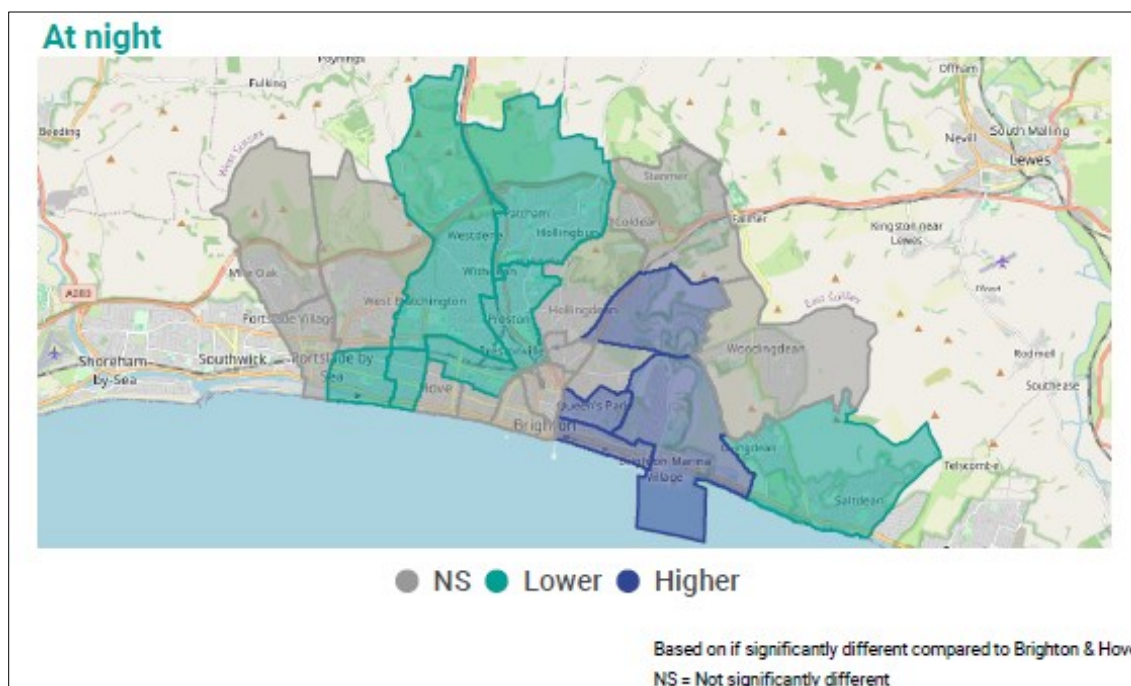 At night
Poynings
Fulking
Beeding
West Sussex
Offham
Nevill
South Malling
Lewes
Stanmer
Falmer
Kingston near
Lewes
Coldean
Patcham
Westdene
Hollingbury
Mile Oak
A283
West Blatchington
Hollingdean
Preston
East Sussex
Iford
Portslade Village
Shoreham-
by-Sea
Southwick
Portslade by
Sea
Prestonville
Woodingdean
Rodmell
Southease
Hove
Queen's Park
Brighton
Brighton Marina
Village
Ovingdean
Saltdean
Telscombe
NS Lower Higher
Based on if significantly different compared to Brighton & Hov
NS = Not significantly different